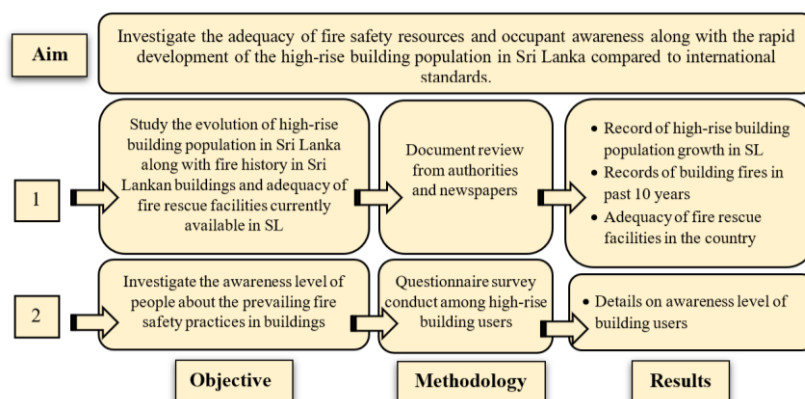 Aim
Investigate the adequacy of fire safety resources and occupant awareness along with the rapid
development of the high-rise building population in Sri Lanka compared to international
standards.
1
Study the evolution of high-rise
building population in Sri Lanka
along with fire history in Sri
Lankan buildings and adequacy of
fire rescue facilities currently
available in SL
Document review
from authorities
and newspapers
• Record of high-rise building
population growth in SL
• Records of building fires in
past 10 years
• Adequacy of fire rescue
facilities in the country
2
Investigate the awareness level of
people about the prevailing fire
safety practices in buildings
Questionnaire survey
conduct among high-rise
building users
• Details on awareness level of
building users
Objective
Methodology
Results